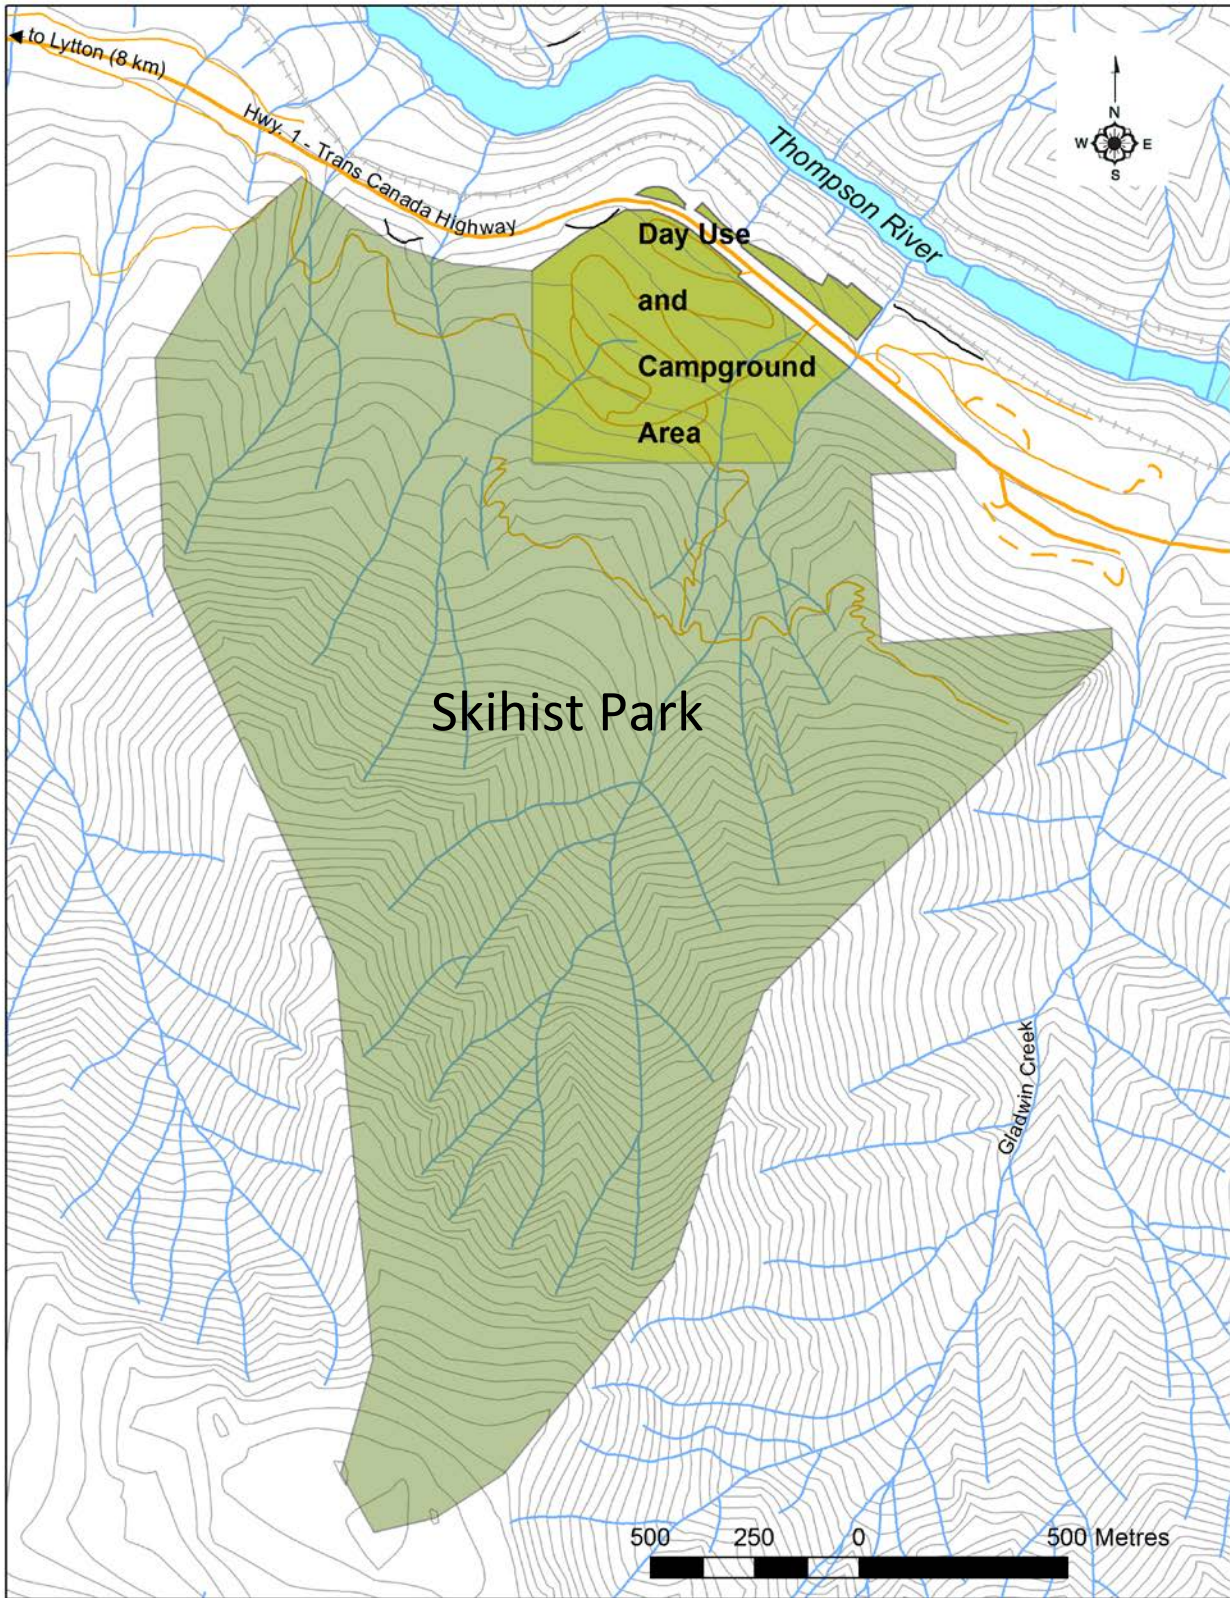 to Lytton (8 km)
Hwy. 1 - Trans Canada Highway
Thompson River
N
W E
S
Day Use
and
Campground
Area
Skihist Park
Gladwin Creek
500 250 0 500 Metres